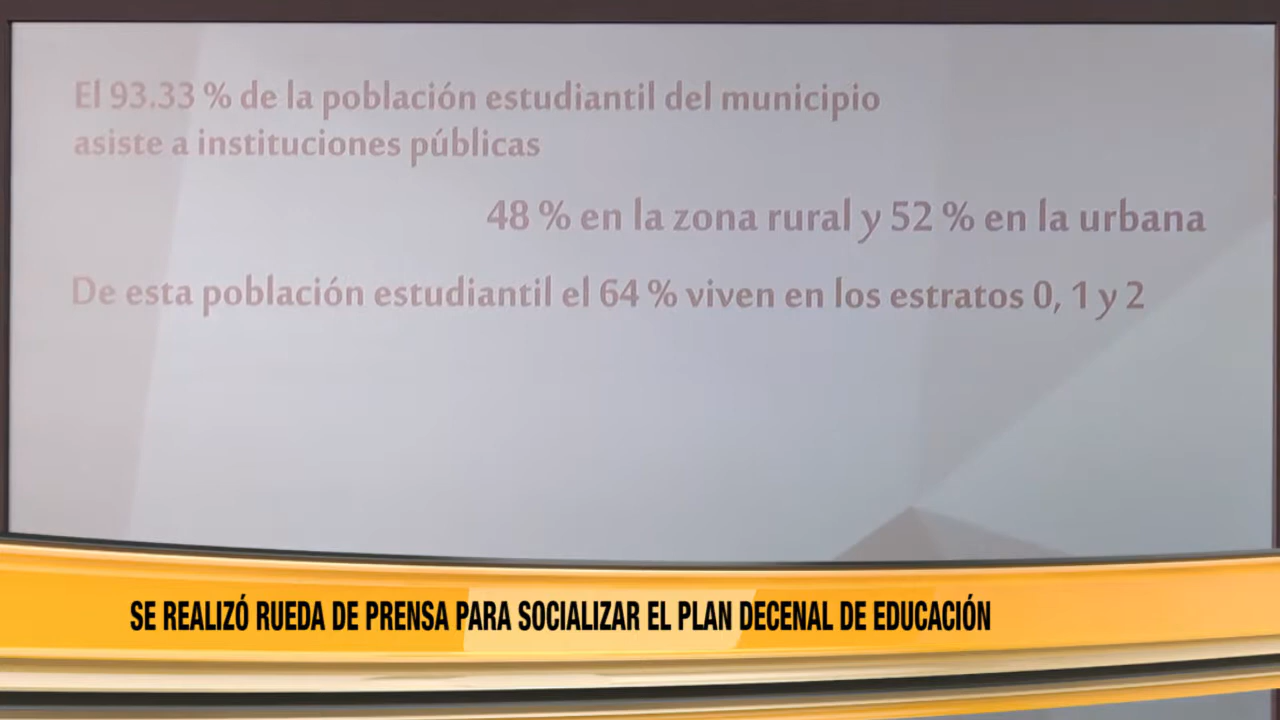 El 93.33 % de la población estudiantil del municipio
asiste a instituciones públicas
48 % en la zona rural y 52 % en la urbana
De esta población estudiantil el 64 % viven en los estratos 0, 1 y 2
SE REALIZÓ RUEDA DE PRENSA PARA SOCIALIZAR EL PLAN DECENAL DE EDUCACIÓN